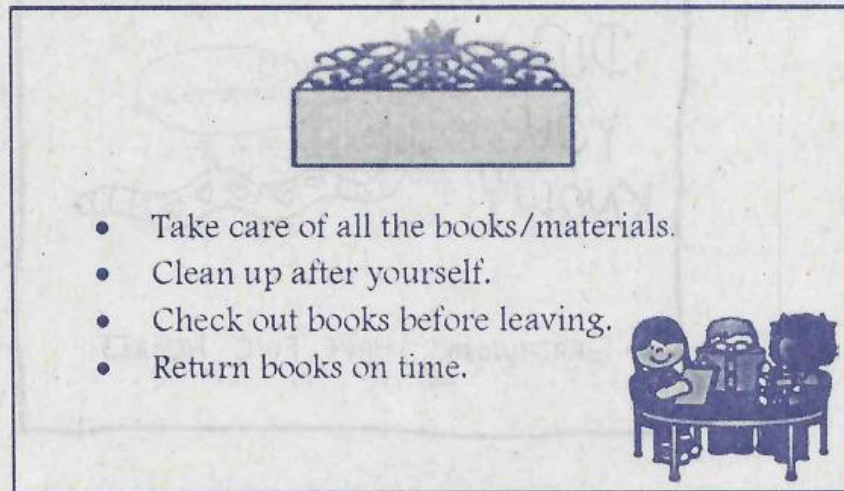 • Take care of all the books/materials.
• Clean up after yourself.
• Check out books before leaving.
• Return books on time.